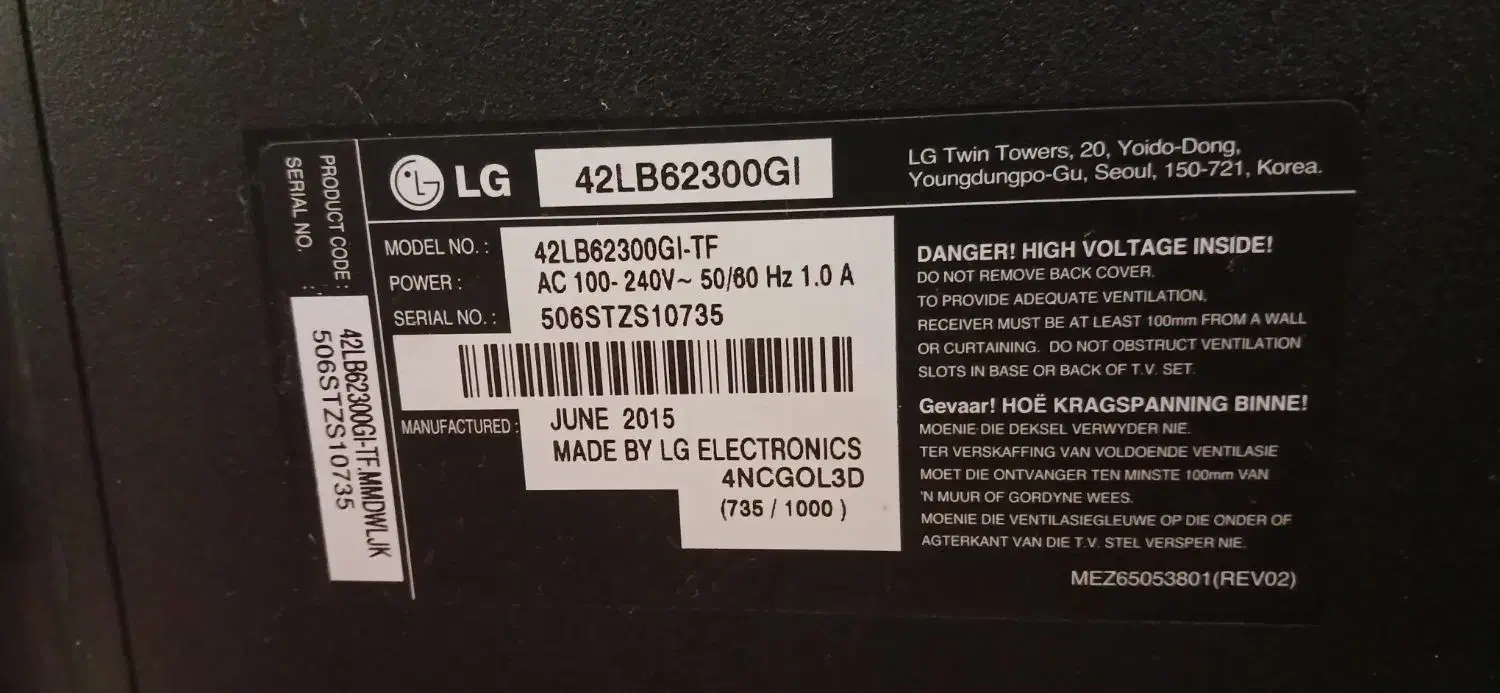 LG
42LB62300GI
LG Twin Towers, 20, Yoido-Dong,
Youngdungpo-Gu, Seoul, 150-721, Korea.
PRODUCT CODE :
SERIAL NO. :
42LB62300GI-TF.MMDWLJK
506STZS10735
MODEL NO. : 42LB62300GI-TF
POWER : AC 100- 240V~ 50/60 Hz 1.0 A
SERIAL NO. : 506STZS10735
MANUFACTURED : JUNE 2015
MADE BY LG ELECTRONICS
4NCGOL3D
(735 / 1000 )
DANGER! HIGH VOLTAGE INSIDE!
DO NOT REMOVE BACK COVER.
TO PROVIDE ADEQUATE VENTILATION,
RECEIVER MUST BE AT LEAST 100mm FROM A WALL
OR CURTAINING. DO NOT OBSTRUCT VENTILATION
SLOTS IN BASE OR BACK OF T.V. SET.
Gevaar! HOË KRAGSPANNING BINNE!
MOENIE DIE DEKSEL VERWYDER NIE.
TER VERSKAFFING VAN VOLDOENDE VENTILASIE
MOET DIE ONTVANGER TEN MINSTE 100mm VAN
'N MUUR OF GORDYNE WEES.
MOENIE DIE VENTILASIEGLEUWE OP DIE ONDER OF
AGTERKANT VAN DIE T.V. STEL VERSPER NIE.
MEZ65053801(REV02)